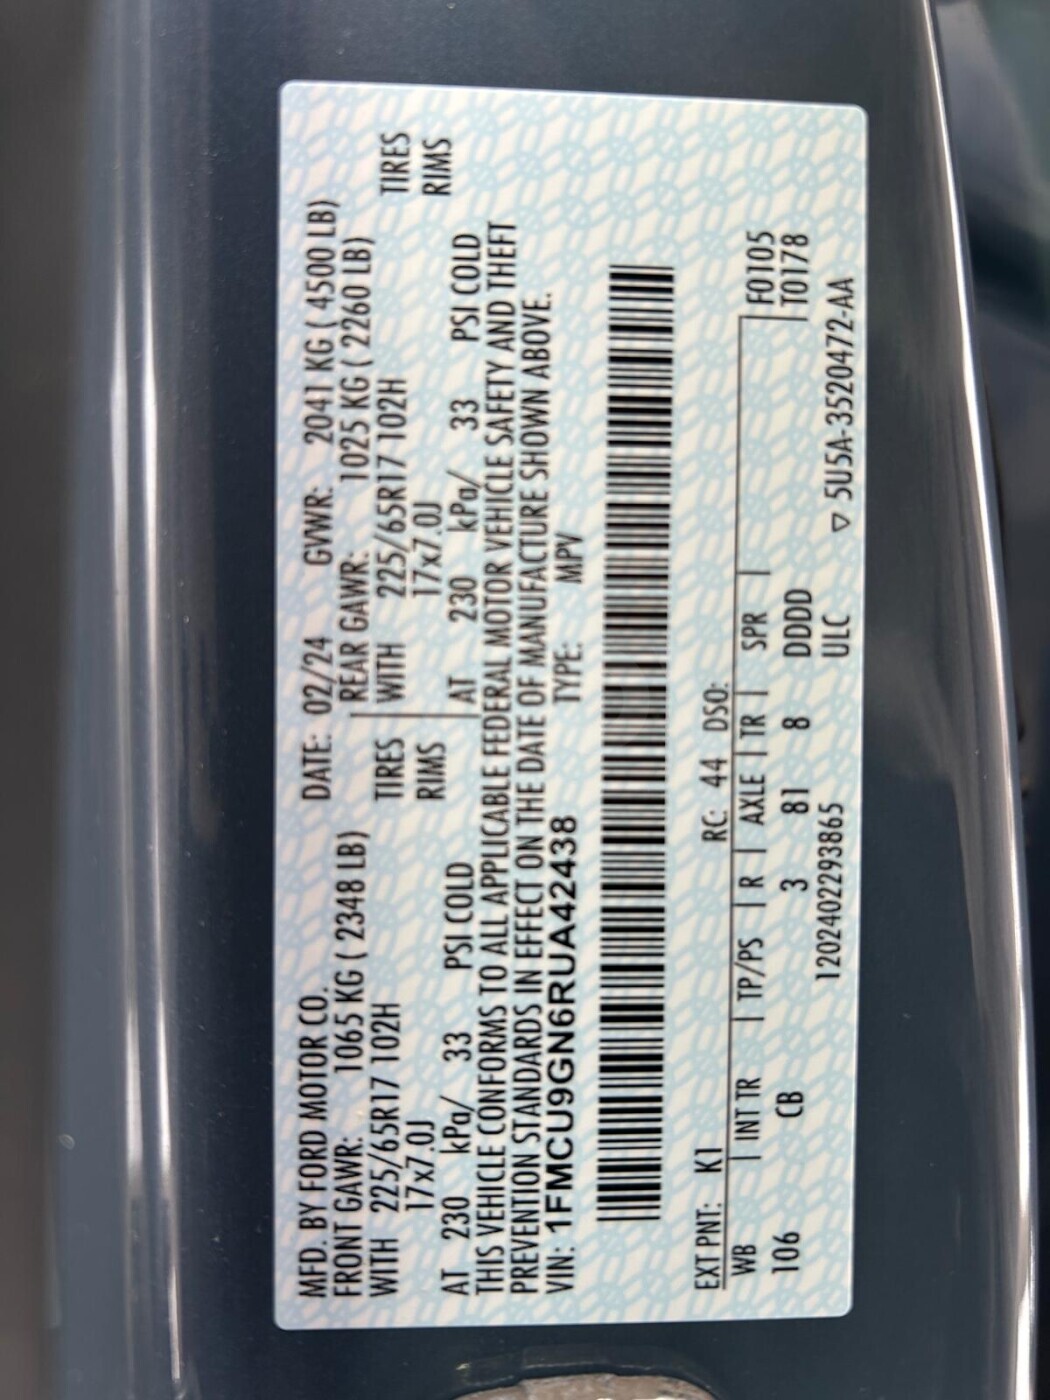 MFD. BY FORD MOTOR CO. DATE: 02/24 GVWR: 2041 KG ( 4500 LB)
FRONT GAWR: 1065 KG ( 2348 LB) REAR GAWR: 1025 KG ( 2260 LB)
WITH 225/65R17 102H TIRES WITH 225/65R17 102H TIRES
17x7.0J RIMS 17x7.0J RIMS
AT 230 kPa/ 33 PSI COLD AT 230 kPa/ 33 PSI COLD
THIS VEHICLE CONFORMS TO ALL APPLICABLE FEDERAL MOTOR VEHICLE SAFETY AND THEFT
PREVENTION STANDARDS IN EFFECT ON THE DATE OF MANUFACTURE SHOWN ABOVE.
VIN: 1FMCU9GN6RUA42438 TYPE: MPV
EXT PNT: K1 RC: 44 DSO:
WB | INT TR | TP/PS | R | AXLE | TR | SPR | F0105
106 CB 3 81 8 DDDD T0178
1202402293865 ULC ▽ 5U5A-3520472-AA